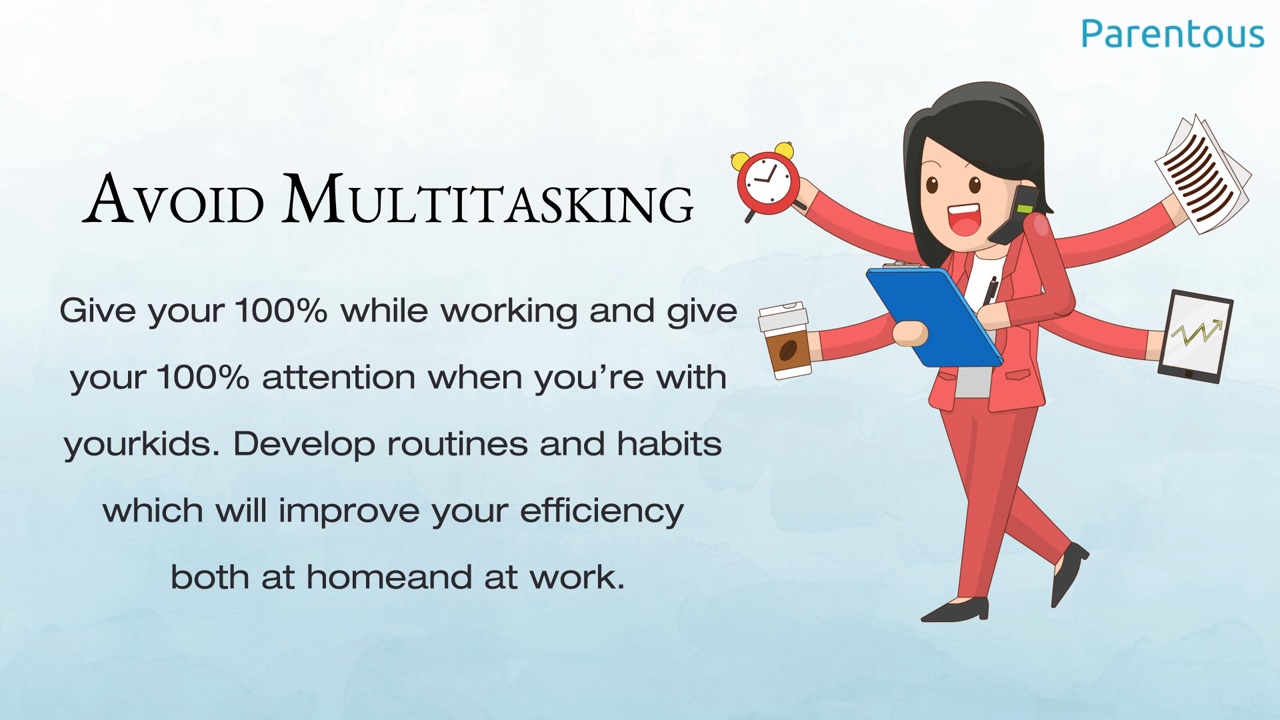 Parentous
Avoid Multitasking
Give your 100% while working and give
your 100% attention when you're with
yourkids. Develop routines and habits
which will improve your efficiency
both at homeand at work.